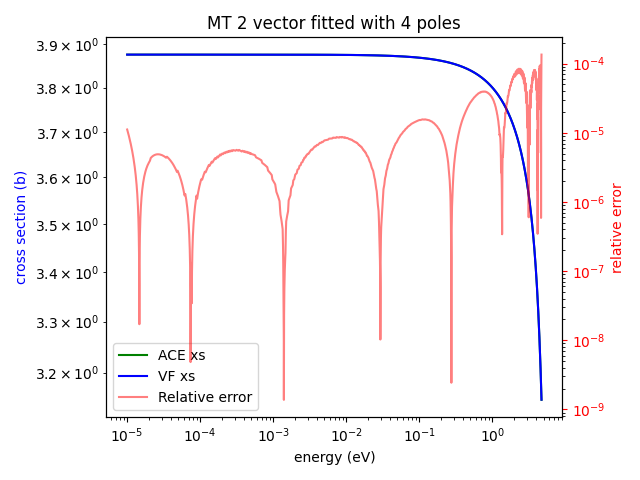 MT 2 vector fitted with 4 poles
cross section (b)
3.9 × 10⁰
3.8 × 10⁰
3.7 × 10⁰
3.6 × 10⁰
3.5 × 10⁰
3.4 × 10⁰
3.3 × 10⁰
3.2 × 10⁰
ACE xs
VF xs
Relative error
10⁻⁵
10⁻⁴
10⁻³
10⁻²
10⁻¹
10⁰
energy (eV)
10⁻⁴
10⁻⁵
10⁻⁶
10⁻⁷
10⁻⁸
10⁻⁹
relative error